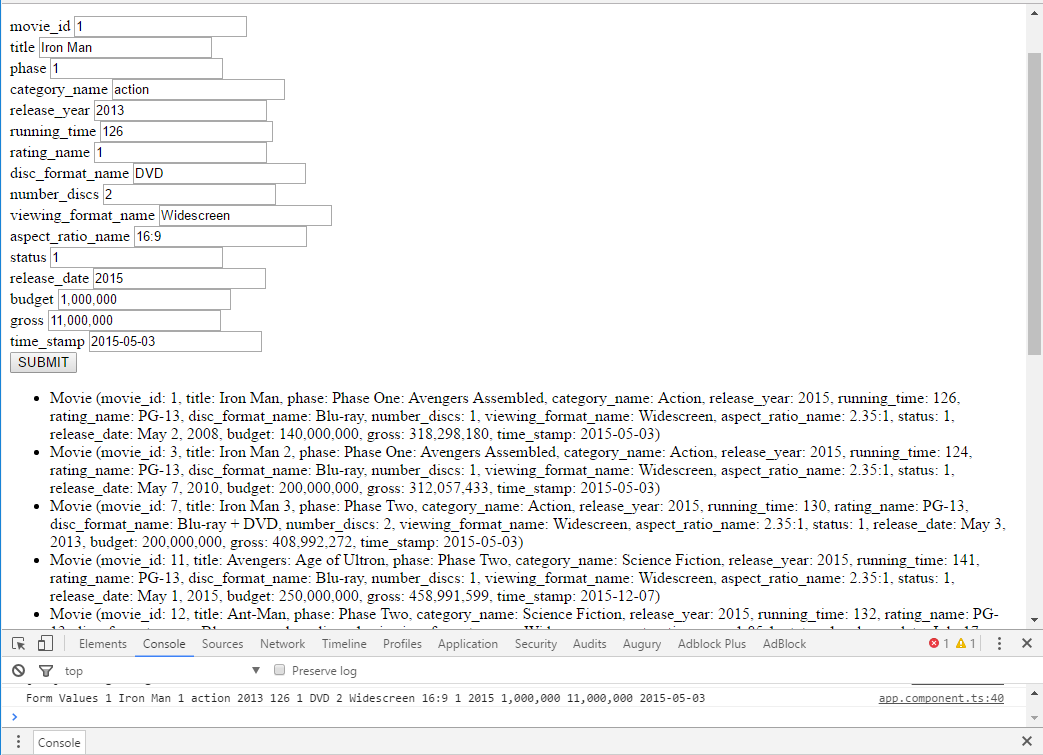 movie_id 1
title Iron Man
phase 1
category_name action
release_year 2013
running_time 126
rating_name 1
disc_format_name DVD
number_discs 2
viewing_format_name Widescreen
aspect_ratio_name 16:9
status 1
release_date 2015
budget 1,000,000
gross 11,000,000
time_stamp 2015-05-03
SUBMIT
• Movie (movie_id: 1, title: Iron Man, phase: Phase One: Avengers Assembled, category_name: Action, release_year: 2015, running_time: 126,
rating_name: PG-13, disc_format_name: Blu-ray, number_discs: 1, viewing_format_name: Widescreen, aspect_ratio_name: 2.35:1, status: 1,
release_date: May 2, 2008, budget: 140,000,000, gross: 318,298,180, time_stamp: 2015-05-03)
• Movie (movie_id: 3, title: Iron Man 2, phase: Phase One: Avengers Assembled, category_name: Action, release_year: 2015, running_time: 124,
rating_name: PG-13, disc_format_name: Blu-ray, number_discs: 1, viewing_format_name: Widescreen, aspect_ratio_name: 2.35:1, status: 1,
release_date: May 7, 2010, budget: 200,000,000, gross: 312,057,433, time_stamp: 2015-05-03)
• Movie (movie_id: 7, title: Iron Man 3, phase: Phase Two, category_name: Action, release_year: 2015, running_time: 130, rating_name: PG-13,
disc_format_name: Blu-ray + DVD, number_discs: 2, viewing_format_name: Widescreen, aspect_ratio_name: 2.35:1, status: 1, release_date: May 3,
2013, budget: 200,000,000, gross: 408,992,272, time_stamp: 2015-05-03)
• Movie (movie_id: 11, title: Avengers: Age of Ultron, phase: Phase Two, category_name: Science Fiction, release_year: 2015, running_time: 141,
rating_name: PG-13, disc_format_name: Blu-ray, number_discs: 1, viewing_format_name: Widescreen, aspect_ratio_name: 2.35:1, status: 1,
release_date: May 1, 2015, budget: 250,000,000, gross: 458,991,599, time_stamp: 2015-12-07)
• Movie (movie_id: 12, title: Ant-Man, phase: Phase Two, category_name: Science Fiction, release_year: 2015, running_time: 132, rating_name: PG-
Elements Console Sources Network Timeline Profiles Application Security Audits Augury Adblock Plus AdBlock 1 1
top Preserve log
Form Values 1 Iron Man 1 action 2013 126 1 DVD 2 Widescreen 16:9 1 2015 1,000,000 11,000,000 2015-05-03 app.component.ts:40
Console